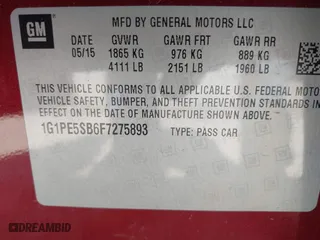 GM
MFD BY GENERAL MOTORS LLC
DATE GVWR GAWR FRT GAWR RR
05/15 1865 KG 976 KG 889 KG
4111 LB 2151 LB 1960 LB
THIS VEHICLE CONFORMS TO ALL APPLICABLE U.S. FEDERAL MOTOR
VEHICLE SAFETY, BUMPER, AND THEFT PREVENTION STANDARDS IN
EFFECT ON THE DATE OF MANUFACTURE SHOWN ABOVE.
1G1PE5SB6F7275893 TYPE: PASS CAR
DREAMBID